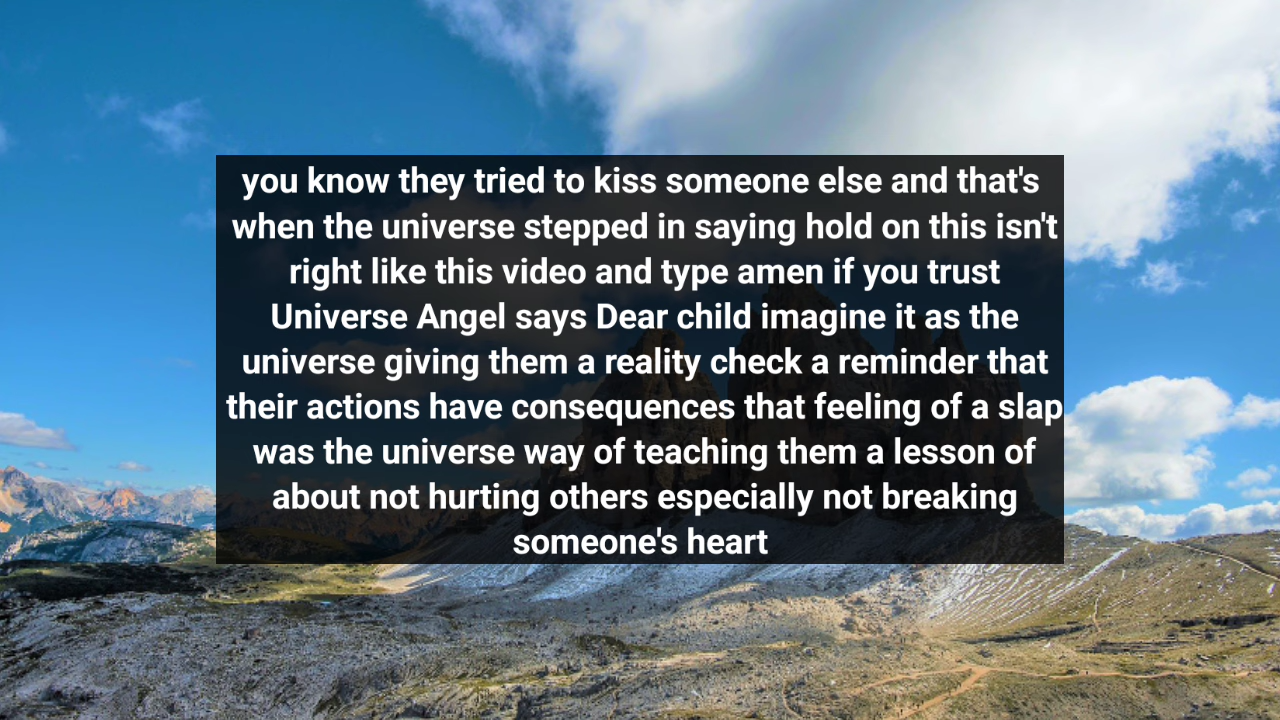 you know they tried to kiss someone else and that's
when the universe stepped in saying hold on this isn't
right like this video and type amen if you trust
Universe Angel says Dear child imagine it as the
universe giving them a reality check a reminder that
their actions have consequences that feeling of a slap
was the universe way of teaching them a lesson of
about not hurting others especially not breaking
someone's heart